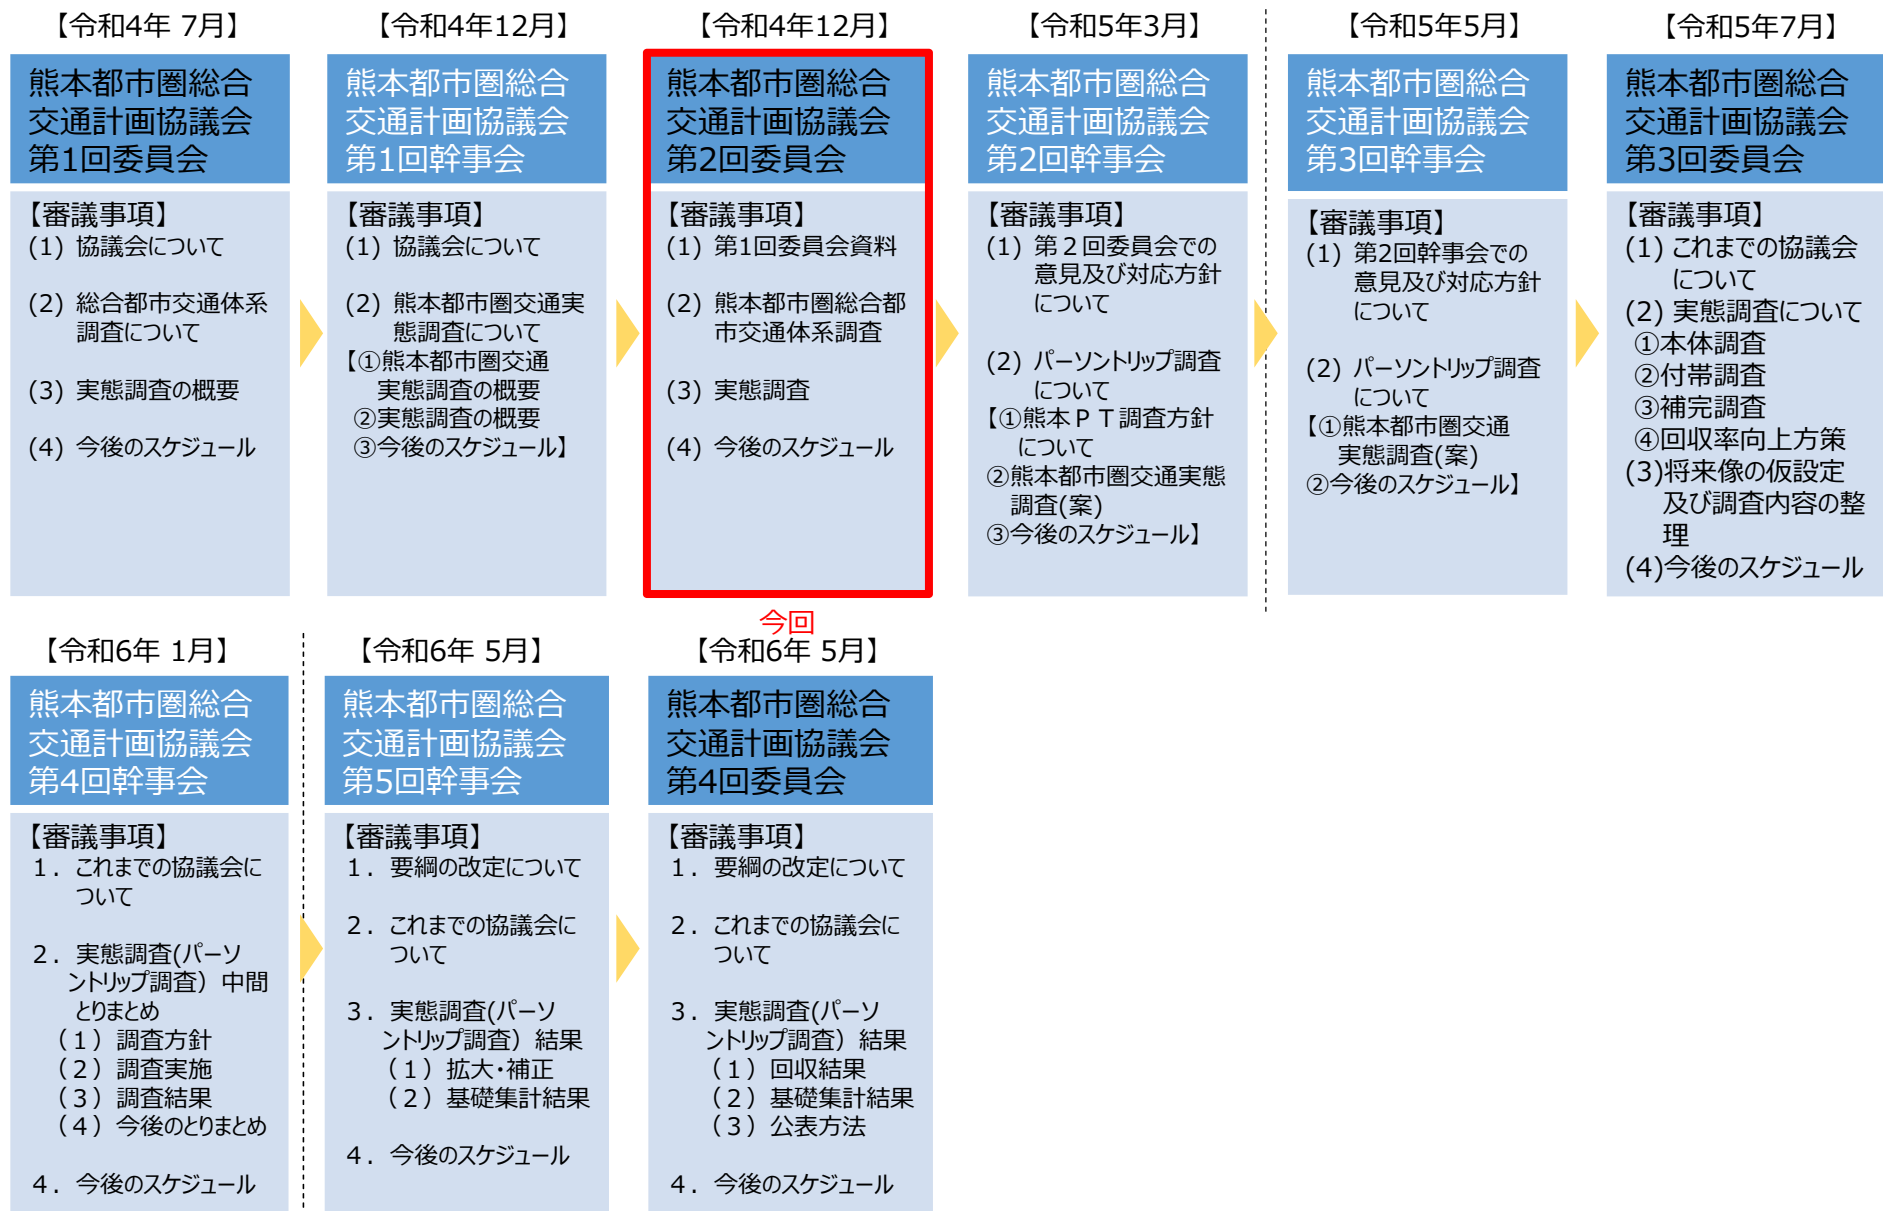 【令和4年 7月】
熊本都市圏総合
交通計画協議会
第1回委員会
【審議事項】
(1) 協議会について
(2) 総合都市交通体系
調査について
(3) 実態調査の概要
(4) 今後のスケジュール
【令和4年12月】
熊本都市圏総合
交通計画協議会
第1回幹事会
【審議事項】
(1) 協議会について
(2) 熊本都市圏交通実
態調査について
【①熊本都市圏交通
実態調査の概要
②実態調査の概要
③今後のスケジュール】
【令和4年12月】
熊本都市圏総合
交通計画協議会
第2回委員会
【審議事項】
(1) 第1回委員会資料
(2) 熊本都市圏総合都
市交通体系調査
(3) 実態調査
(4) 今後のスケジュール
今回
【令和5年3月】
熊本都市圏総合
交通計画協議会
第2回幹事会
【審議事項】
(1) 第２回委員会での
意見及び対応方針
について
(2) パーソントリップ調査
について
【①熊本ＰＴ調査方針
について
②熊本都市圏交通実態
調査(案)
③今後のスケジュール】
【令和5年5月】
熊本都市圏総合
交通計画協議会
第3回幹事会
【審議事項】
(1) 第2回幹事会での
意見及び対応方針
について
(2) パーソントリップ調査
について
【①熊本都市圏交通
実態調査(案)
②今後のスケジュール】
【令和5年7月】
熊本都市圏総合
交通計画協議会
第3回委員会
【審議事項】
(1) これまでの協議会
について
(2) 実態調査について
①本体調査
②付帯調査
③補完調査
④回収率向上方策
(3)将来像の仮設定
及び調査内容の整
理
(4)今後のスケジュール
【令和6年 1月】
熊本都市圏総合
交通計画協議会
第4回幹事会
【審議事項】
１．これまでの協議会に
ついて
２．実態調査(パーソ
ントリップ調査）中間
とりまとめ
（１）調査方針
（２）調査実施
（３）調査結果
（４）今後のとりまとめ
４．今後のスケジュール
【令和6年 5月】
熊本都市圏総合
交通計画協議会
第5回幹事会
【審議事項】
１．要綱の改定について
２．これまでの協議会に
ついて
３．実態調査(パーソ
ントリップ調査）結果
（１）拡大・補正
（２）基礎集計結果
４．今後のスケジュール
【令和6年 5月】
熊本都市圏総合
交通計画協議会
第4回委員会
【審議事項】
１．要綱の改定について
２．これまでの協議会に
ついて
３．実態調査(パーソ
ントリップ調査）結果
（１）回収結果
（２）基礎集計結果
（３）公表方法
４．今後のスケジュール